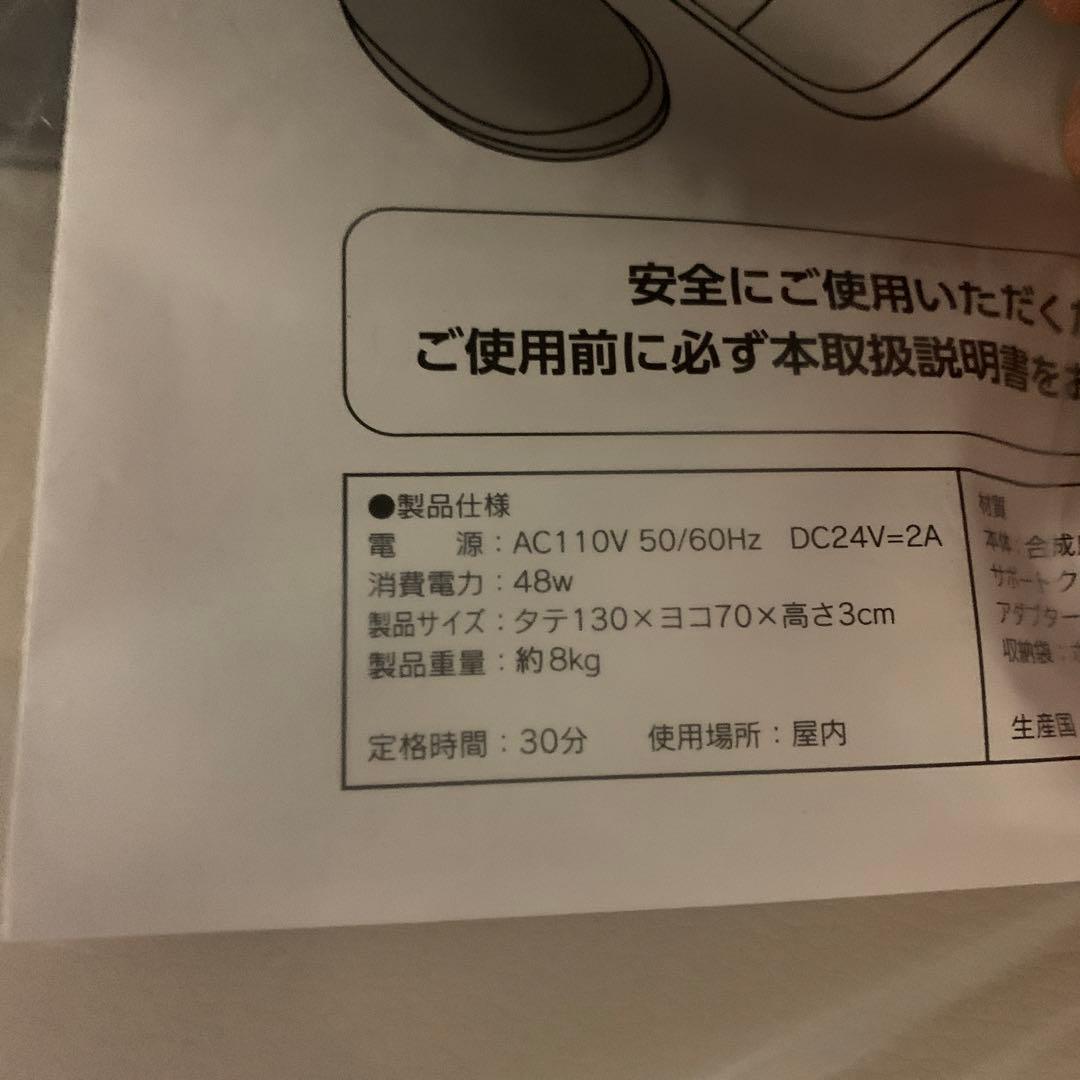 安全にご使用いただくた
ご使用前に必ず本取扱説明書をお
●製品仕様
電　　源：AC110V 50/60Hz　DC24V=2A
消費電力：48w
製品サイズ：タテ130×ヨコ70×高さ3cm
製品重量：約8kg
定格時間：30分　　使用場所：屋内
材質
本体：合成
サポートク
アダプター
収納袋：
生産国